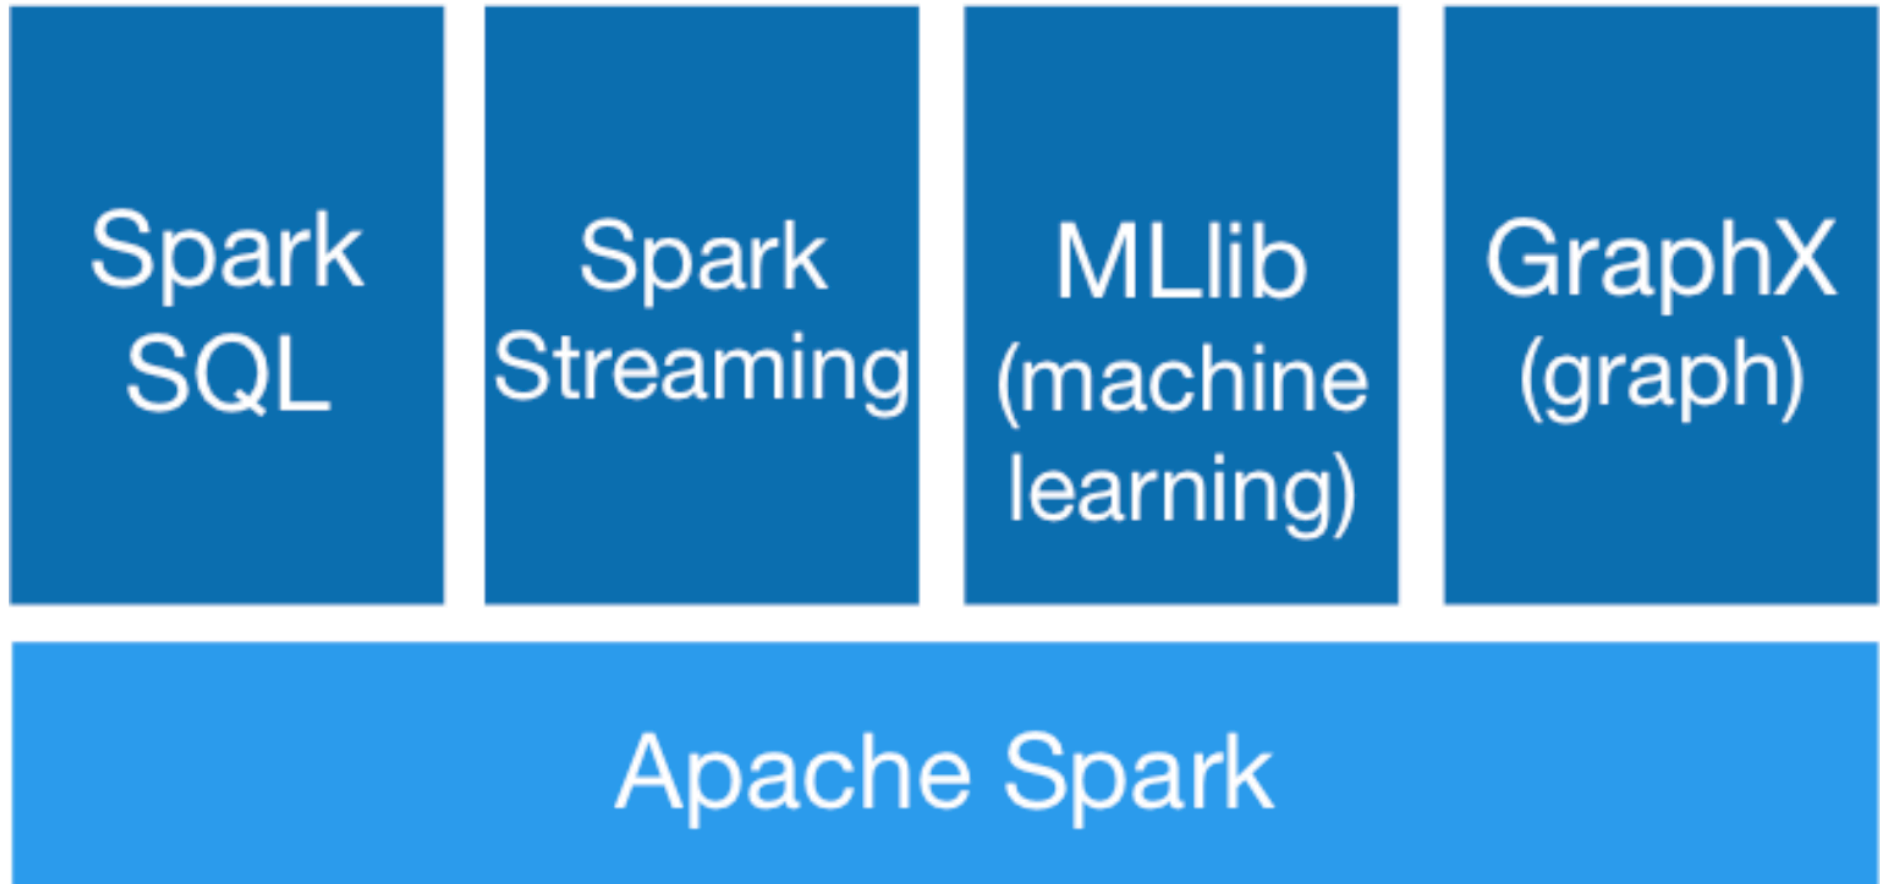 Spark
SQL
Spark
Streaming
MLlib
(machine
learning)
GraphX
(graph)
Apache Spark